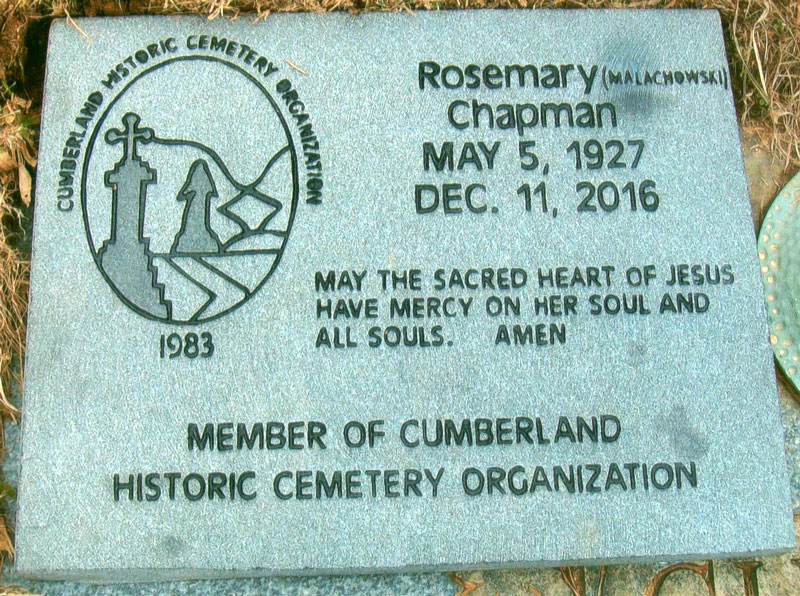 CUMBERLAND HISTORIC CEMETERY ORGANIZATION
1983
Rosemary (MALACHOWSKI)
Chapman
MAY 5, 1927
DEC. 11, 2016
MAY THE SACRED HEART OF JESUS
HAVE MERCY ON HER SOUL AND
ALL SOULS. AMEN
MEMBER OF CUMBERLAND
HISTORIC CEMETERY ORGANIZATION